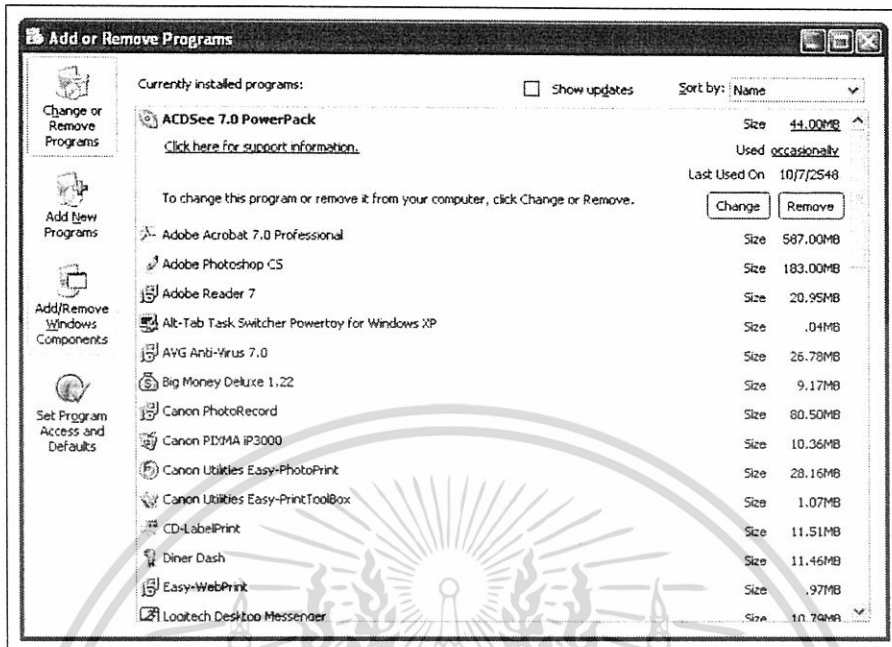 Add or Remove Programs
Change or Remove Programs
Add New Programs
Add/Remove Windows Components
Set Program Access and Defaults
Currently installed programs:
Show updates
Sort by: Name
ACDSee 7.0 PowerPack Size 44.00MB
Click here for support information. Used occasionally
Last Used On 10/7/2548
To change this program or remove it from your computer, click Change or Remove. Change Remove
Adobe Acrobat 7.0 Professional Size 587.00MB
Adobe Photoshop CS Size 183.00MB
Adobe Reader 7 Size 20.95MB
Alt-Tab Task Switcher Powertoy for Windows XP Size .04MB
AVG Anti-Virus 7.0 Size 26.78MB
Big Money Deluxe 1.22 Size 9.17MB
Canon PhotoRecord Size 80.50MB
Canon PIXMA iP3000 Size 10.36MB
Canon Utilities Easy-PhotoPrint Size 28.16MB
Canon Utilities Easy-PrintToolBox Size 1.07MB
CD-LabelPrint Size 11.51MB
Diner Dash Size 11.46MB
Easy-WebPrint Size .97MB
Logitech Desktop Messenger Size 10.79MB